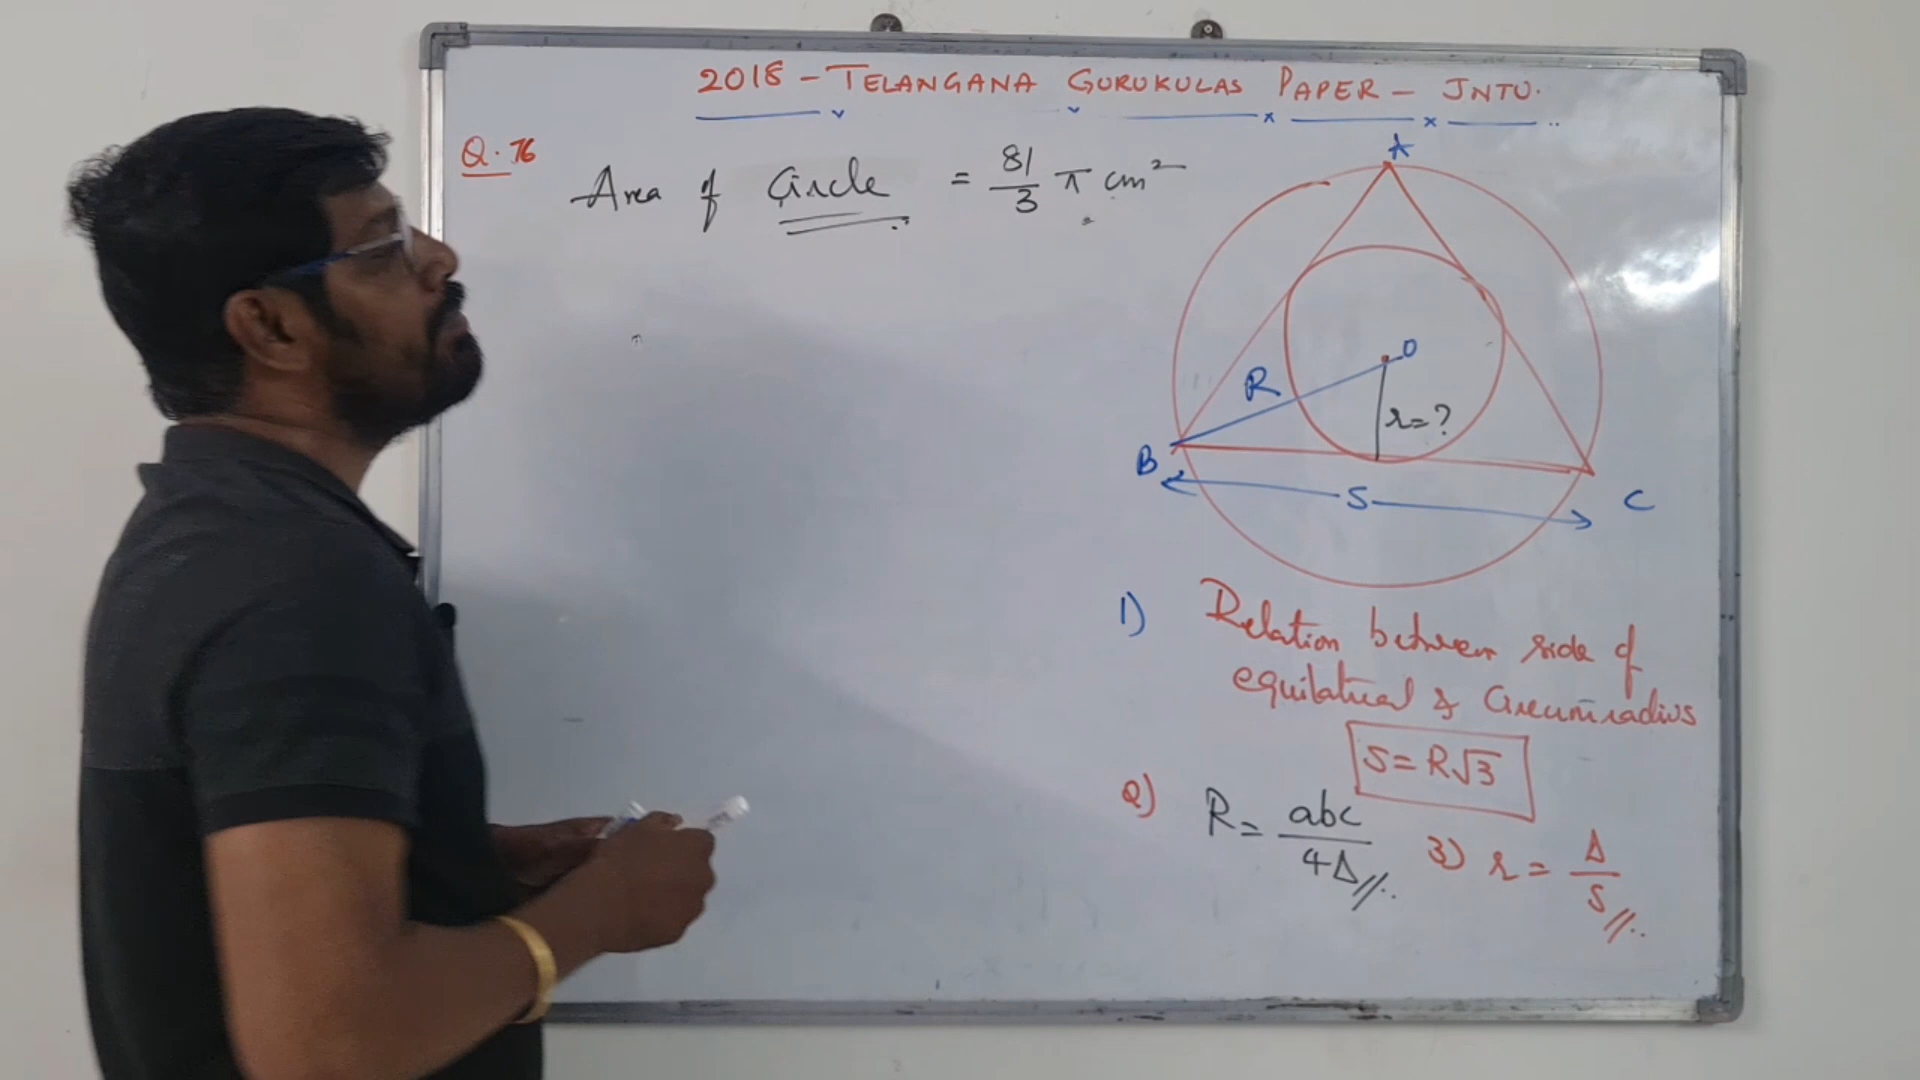 2018 - TELANGANA GURUKULAS PAPER - JNTU.
Q. 76
Area of Circle = 81/3 π cm²
A
O
R
r=?
B
S
C
1) Relation between side of
equilateral & Circumradius
S = R√3
2) R = abc/4Δ
3) r = Δ/S